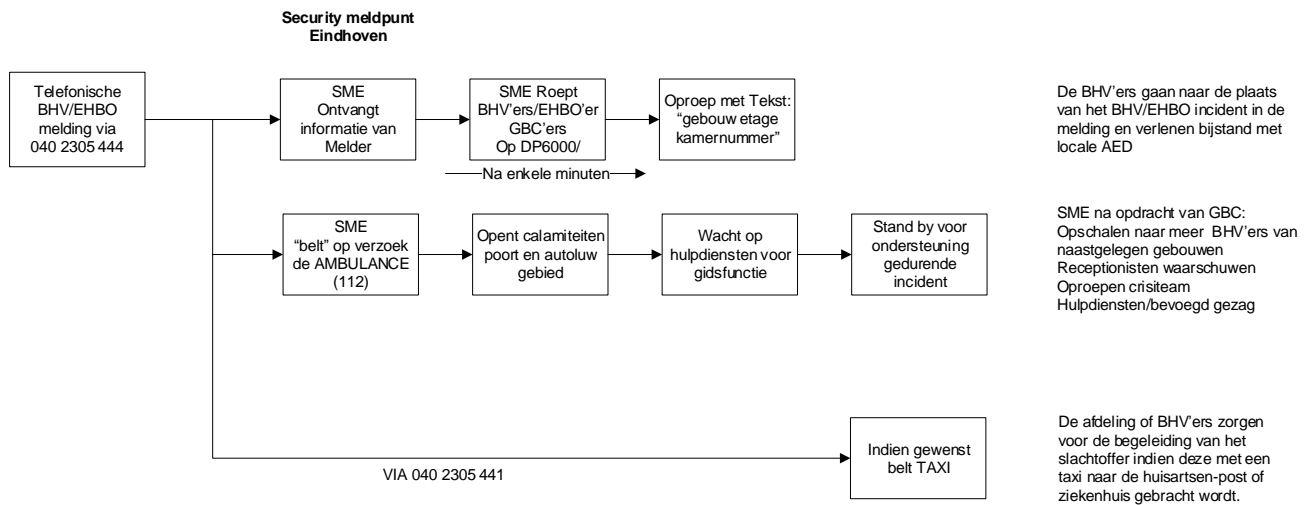 Security meldpunt
Eindhoven
Telefonische
BHV/EHBO
melding via
040 2305 444
SME
Ontvangt
informatie van
Melder
SME Roept
BHV'ers/EHBO'er
GBC'ers
Op DP6000/
Oproep met Tekst:
“gebouw etage
kamernummer”
De BHV'ers gaan naar de plaats
van het BHV/EHBO incident in de
melding en verlenen bijstand met
locale AED
Na enkele minuten
SME
“belt” op verzoek
de AMBULANCE
(112)
Opent calamiteiten
poort en autoluw
gebied
Wacht op
hulpdiensten voor
gidsfunctie
Stand by voor
ondersteuning
gedurende
incident
SME na opdracht van GBC:
Opschalen naar meer BHV'ers van
naastgelegen gebouwen
Receptionisten waarschuwen
Oproepen crisiteam
Hulpdiensten/bevoegd gezag
VIA 040 2305 441
Indien gewenst
belt TAXI
De afdeling of BHV'ers zorgen
voor de begeleiding van het
slachtoffer indien deze met een
taxi naar de huisartsen-post of
ziekenhuis gebracht wordt.